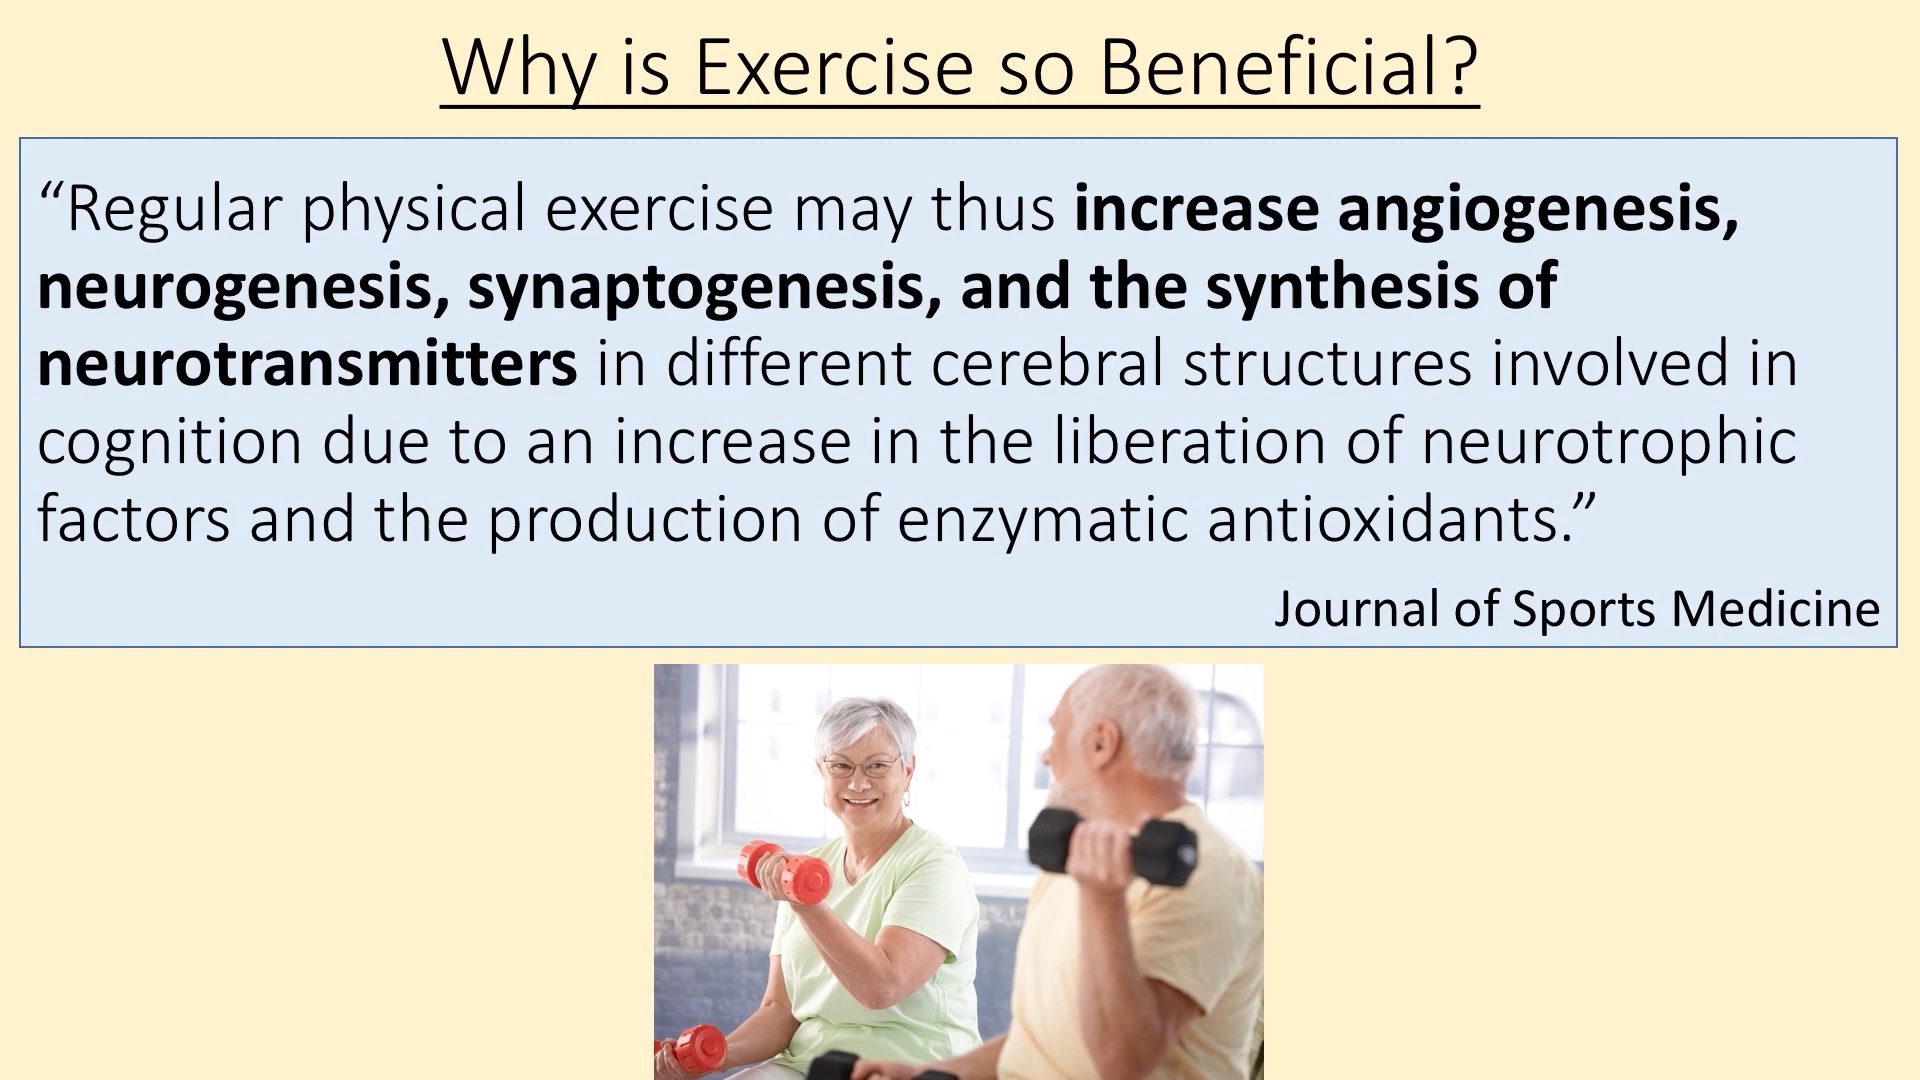 Why is Exercise so Beneficial?
“Regular physical exercise may thus increase angiogenesis,
neurogenesis, synaptogenesis, and the synthesis of
neurotransmitters in different cerebral structures involved in
cognition due to an increase in the liberation of neurotrophic
factors and the production of enzymatic antioxidants.”
Journal of Sports Medicine